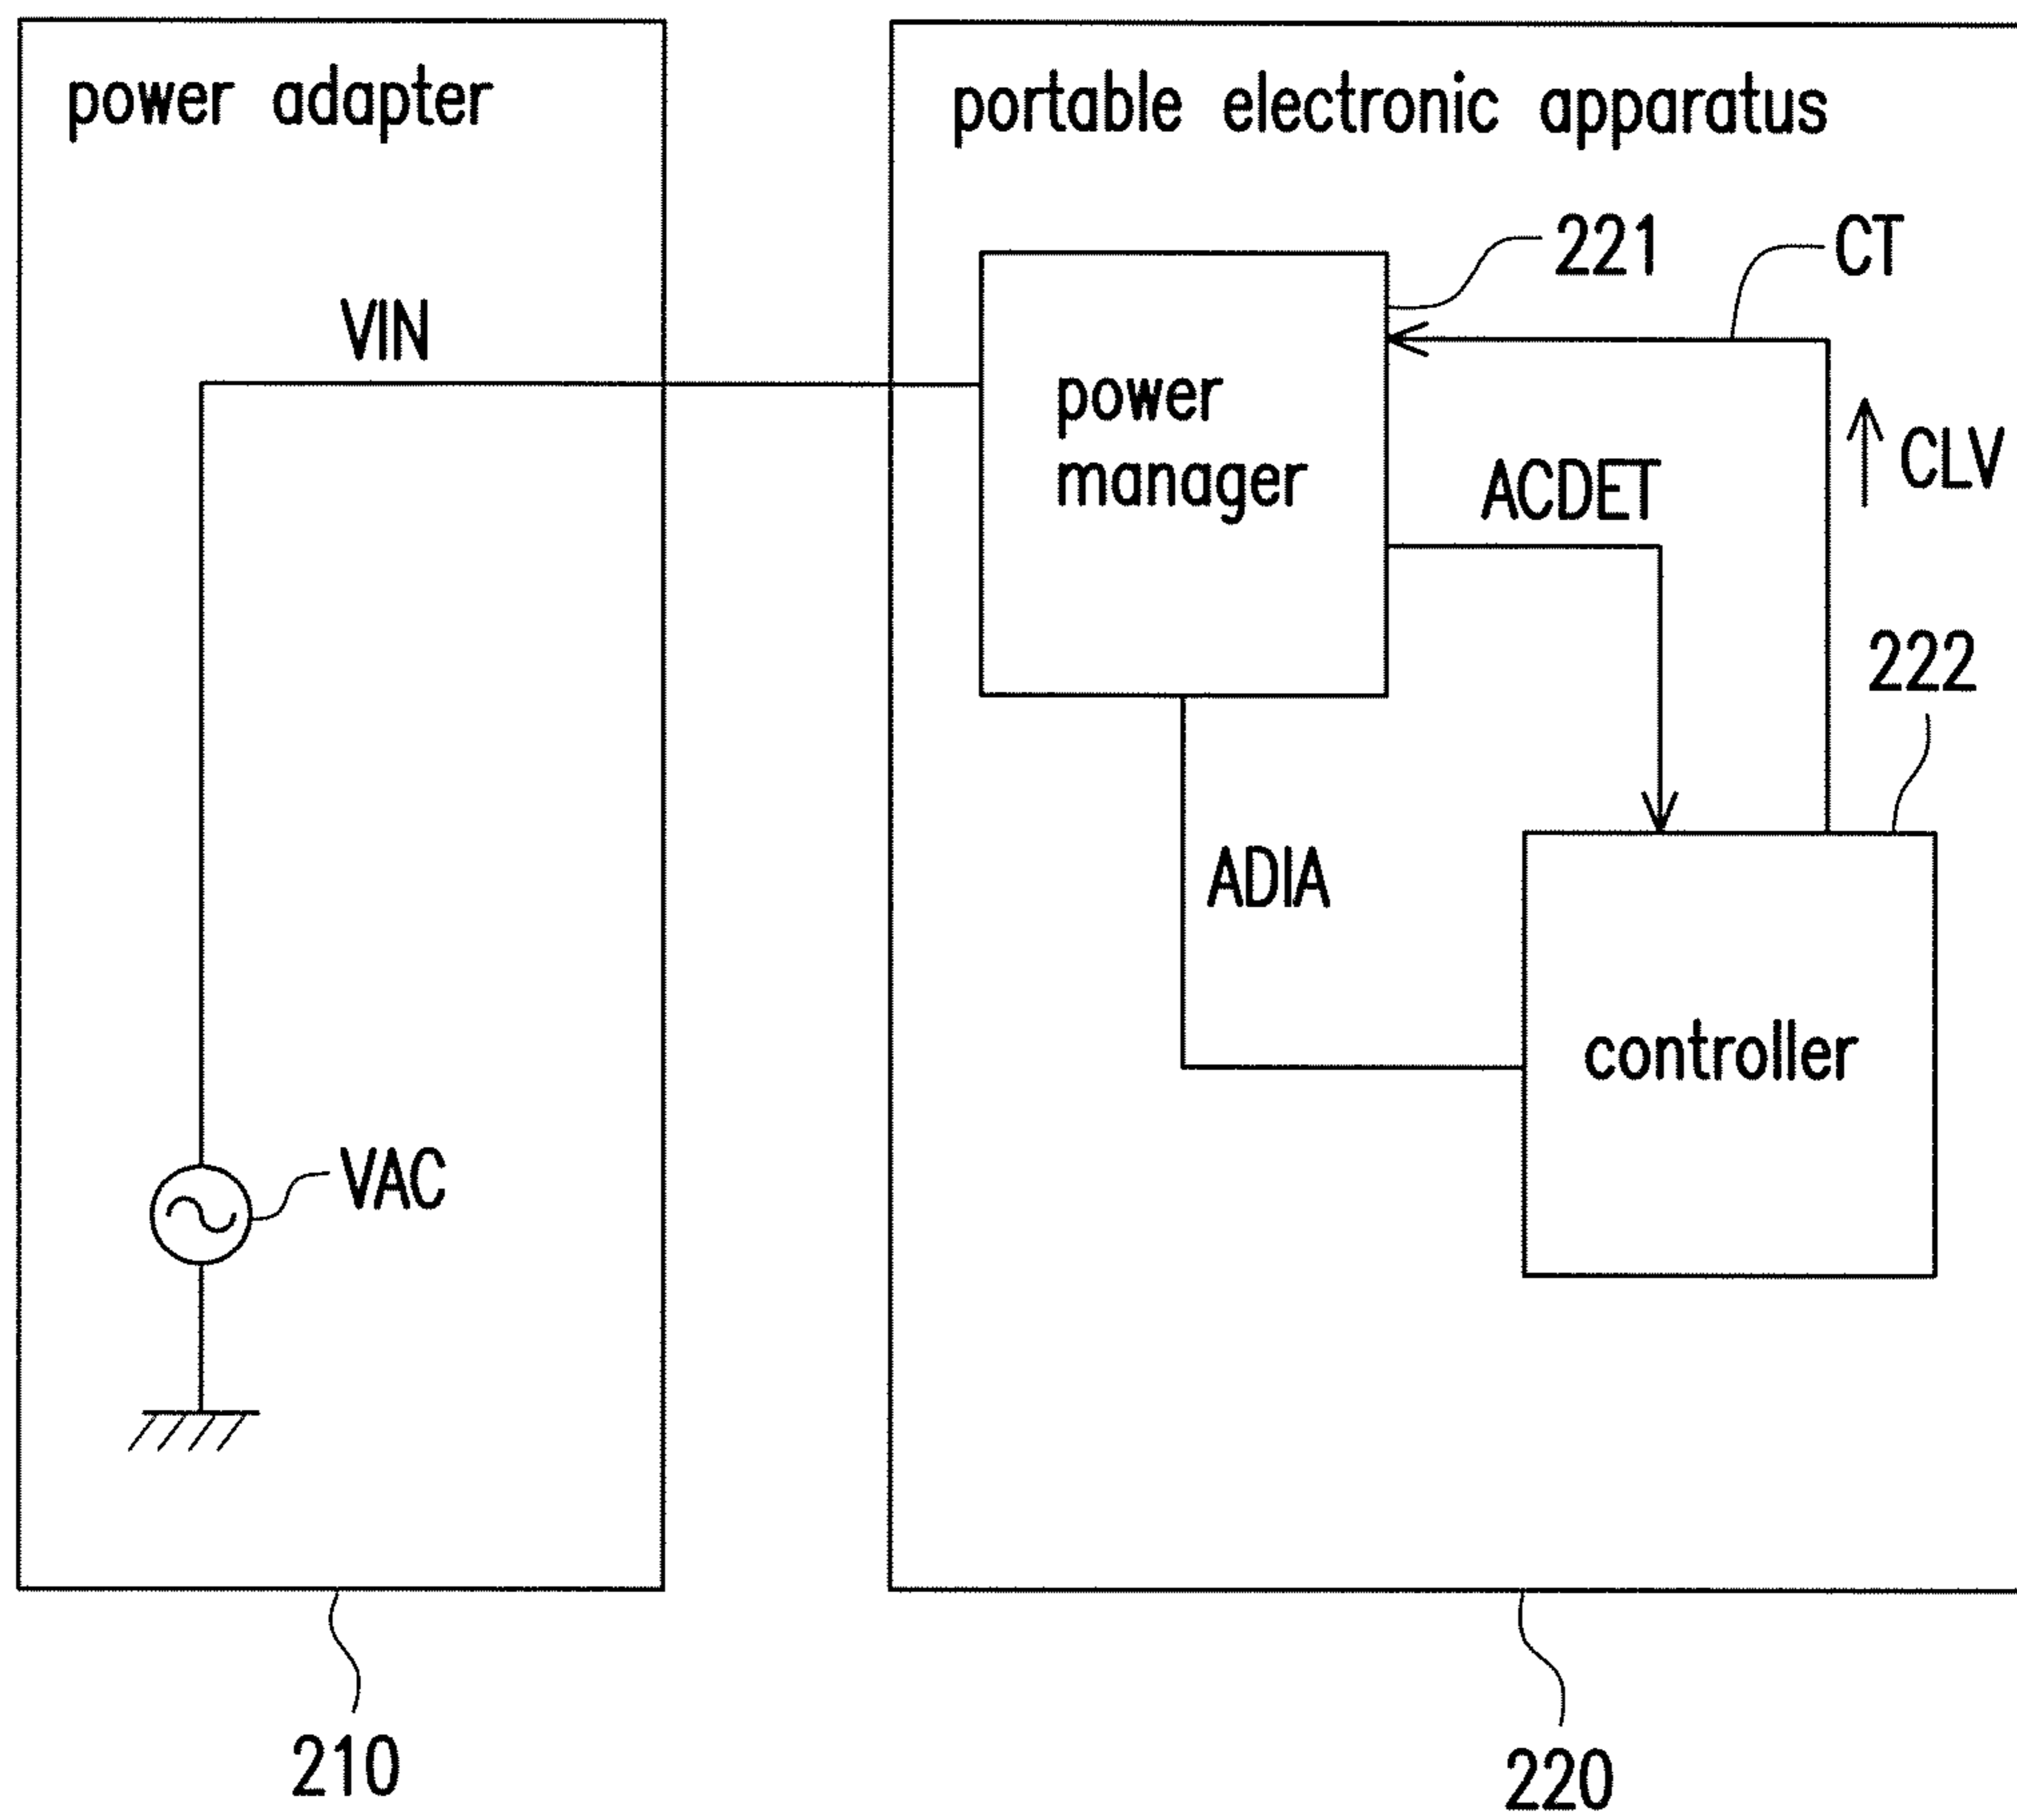 power adapter
portable electronic apparatus
221
CT
VIN
power
manager
CLV
ACDET
222
ADIA
controller
VAC
210
220